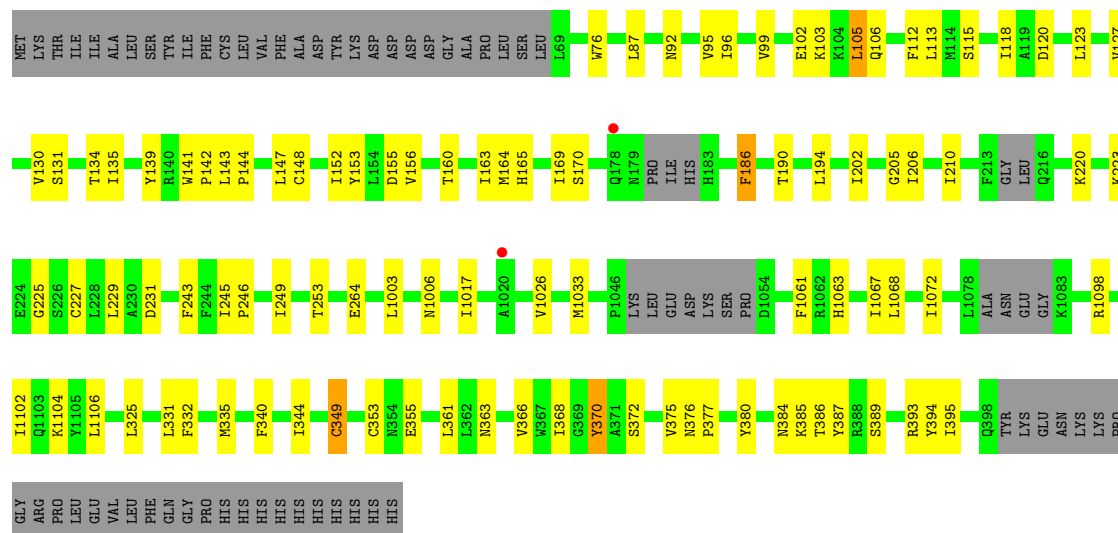 MET LYS THR ILE ILE ALA LEU SER TYR ILE PHE CYS LEU VAL PHE ALA ASP TYR LYS ASP ASP ASP ASP GLY ALA PRO LEU SER LEU L69 W76 L87 N92 V95 I96 V99 E102 K103 K104 L105 Q106 F112 L113 M114 S115 I118 A119 D120 L123
V130 S131 T134 I135 Y139 R140 W141 P142 L143 P144 L147 C148 I152 Y153 L154 D155 V156 T160 I163 M164 H165 I169 S170 Q178 N179 PRO ILE HIS H183 F186 T190 L194 I202 G205 I206 I210 F213 GLY LEU Q216 K220 K223
E224 G225 S226 C227 L228 L229 A230 D231 F243 F244 I245 P246 I249 T253 E264 L1003 N1006 I1017 A1020 V1026 M1033 P1046 LYS LEU GLU ASP LYS SER PRO D1054 F1061 R1062 H1063 I1067 L1068 I1072 L1078 ALA ASN GLU GLY K1083 R1098
I1102 Q1103 K1104 Y1105 L1106 L325 L331 F332 M335 F340 I344 C349 C353 N354 E355 L361 L362 N363 V366 W367 I368 G369 Y370 A371 S372 V375 N376 P377 Y380 N384 K385 T386 Y387 R388 S389 R393 Y394 I395 Q398 TYR LYS GLU ASN LYS LYS PRO
GLY ARG PRO LEU GLU VAL LEU PHE GLN GLY PRO HIS HIS HIS HIS HIS HIS HIS HIS HIS HIS